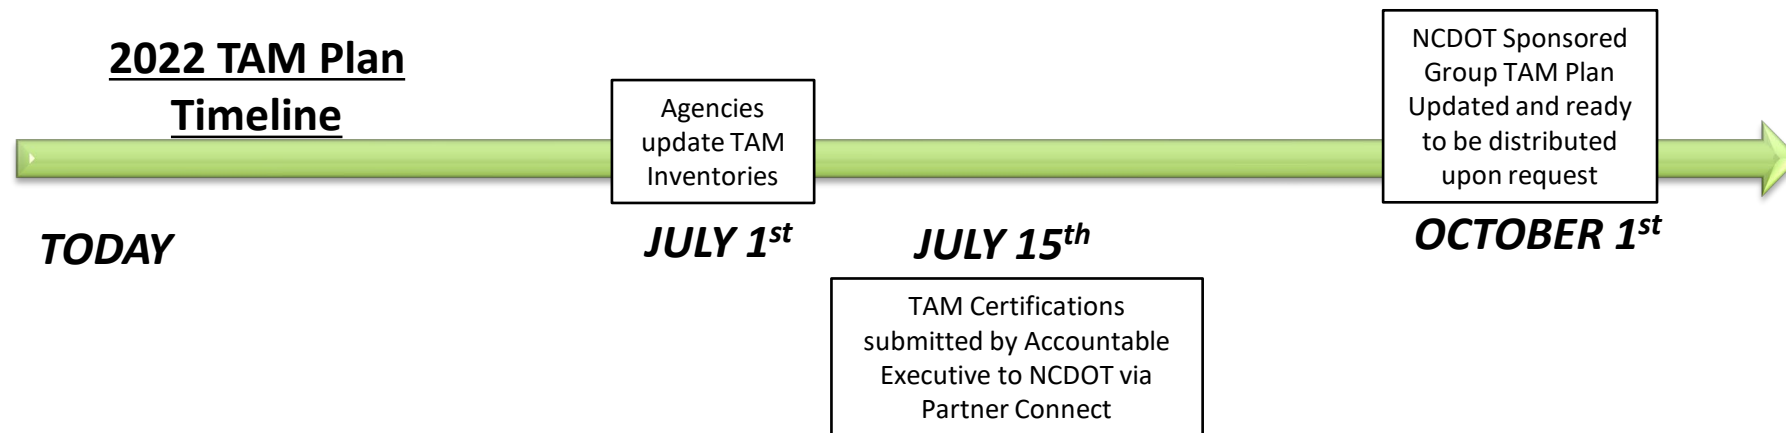 2022 TAM Plan
Timeline
Agencies
update TAM
Inventories
NCDOT Sponsored
Group TAM Plan
Updated and ready
to be distributed
upon request
TODAY
JULY 1st
JULY 15th
OCTOBER 1st
TAM Certifications
submitted by Accountable
Executive to NCDOT via
Partner Connect